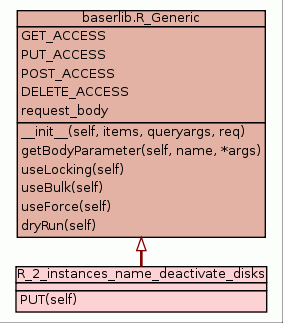 baserlib.R_Generic
GET_ACCESS
PUT_ACCESS
POST_ACCESS
DELETE_ACCESS
request_body
__init__(self, items, queryargs, req)
getBodyParameter(self, name, *args)
useLocking(self)
useBulk(self)
useForce(self)
dryRun(self)
R_2_instances_name_deactivate_disks
PUT(self)